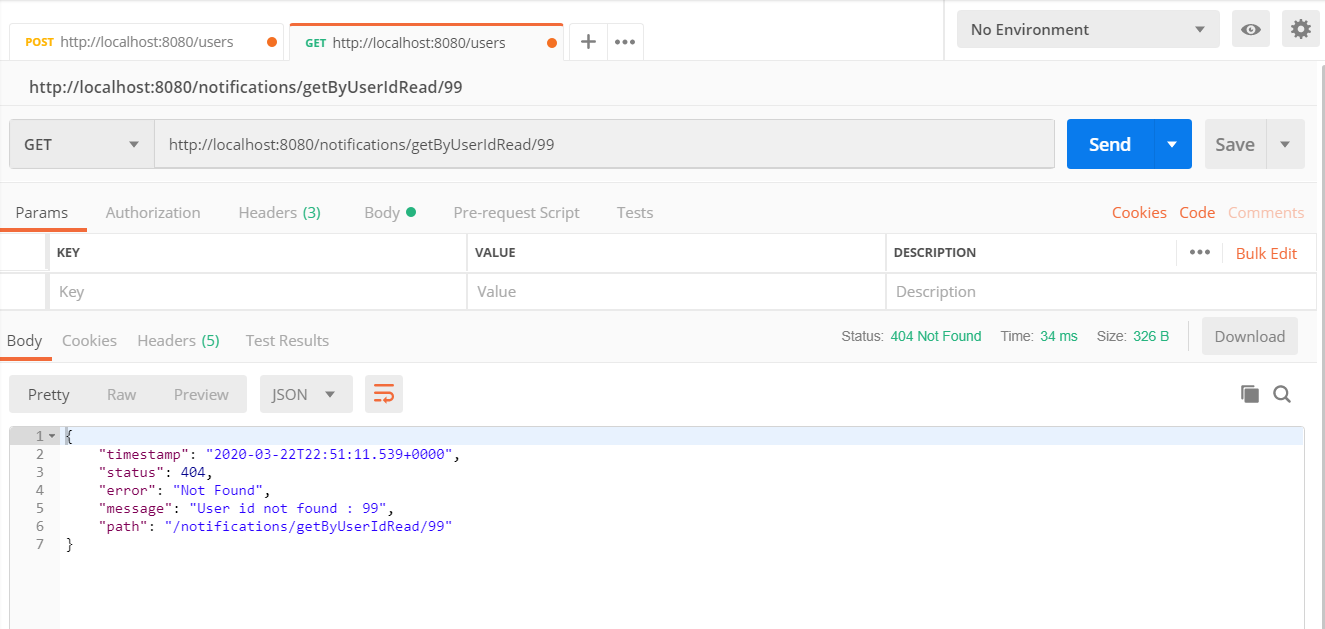 POST http://localhost:8080/users GET http://localhost:8080/users + ••• No Environment
http://localhost:8080/notifications/getByUserIdRead/99
GET http://localhost:8080/notifications/getByUserIdRead/99 Send Save
Params Authorization Headers (3) Body Pre-request Script Tests Cookies Code Comments
KEY VALUE DESCRIPTION ••• Bulk Edit
Key Value Description
Body Cookies Headers (5) Test Results Status: 404 Not Found Time: 34 ms Size: 326 B Download
Pretty Raw Preview JSON
1 {
2 "timestamp": "2020-03-22T22:51:11.539+0000",
3 "status": 404,
4 "error": "Not Found",
5 "message": "User id not found : 99",
6 "path": "/notifications/getByUserIdRead/99"
7 }